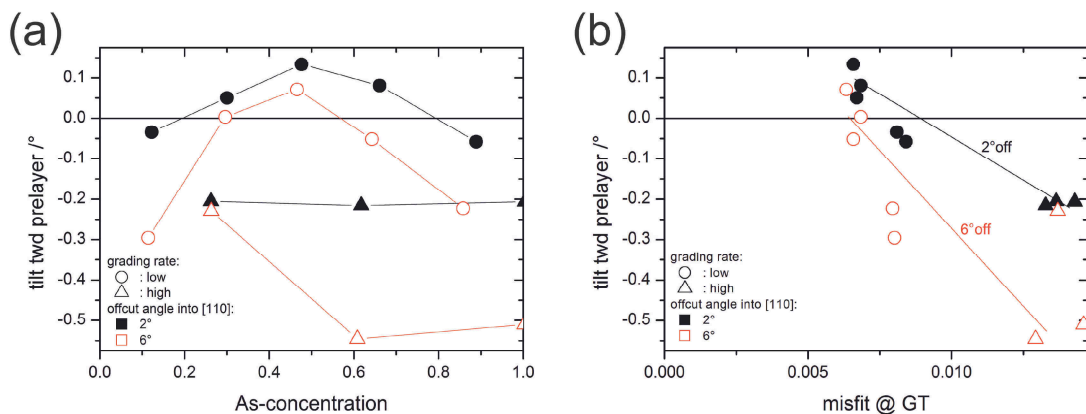 (a)
tilt twd prelayer /°
0.1
0.0
-0.1
-0.2
-0.3
-0.4
-0.5
grading rate:
: low
: high
offcut angle into [110]:
2°
6°
0.0 0.2 0.4 0.6 0.8 1.0
As-concentration
(b)
tilt twd prelayer /°
0.1
0.0
-0.1
-0.2
-0.3
-0.4
-0.5
2°off
6°off
grading rate:
: low
: high
offcut angle into [110]:
2°
6°
0.000 0.005 0.010
misfit @ GT